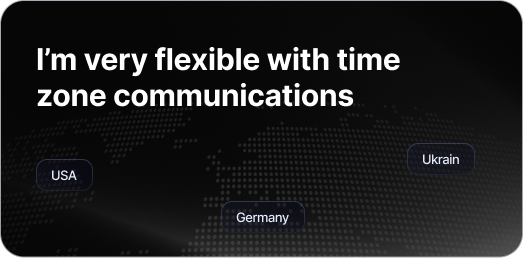 I’m very flexible with time
zone communications
Ukrain
USA
Germany